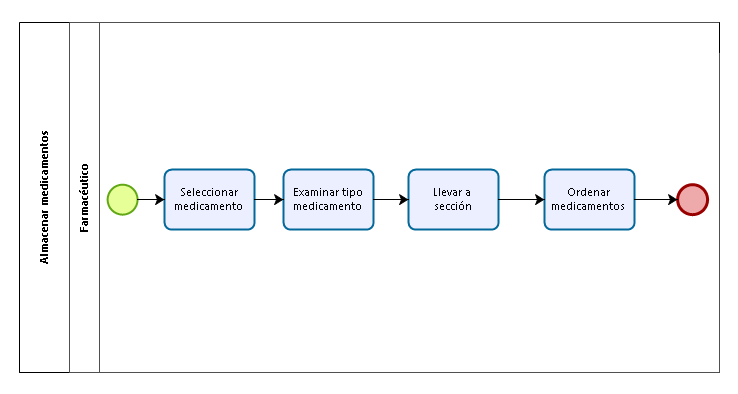 Almacenar medicamentos
Farmacéutico
Seleccionar
medicamento
Examinar tipo
medicamento
Llevar a
sección
Ordenar
medicamentos